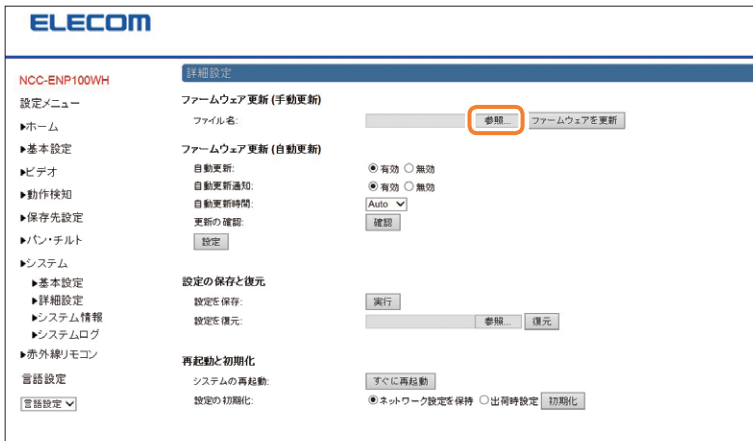 ELECOM
NCC-ENP100WH
設定メニュー
▶ホーム
▶基本設定
▶ビデオ
▶動作検知
▶保存先設定
▶パン・チルト
▶システム
▶基本設定
▶詳細設定
▶システム情報
▶システムログ
▶赤外線リモコン
言語設定
言語設定
詳細設定
ファームウェア更新 (手動更新)
ファイル名: 参照... ファームウェアを更新
ファームウェア更新 (自動更新)
自動更新: 有効 無効
自動更新通知: 有効 無効
自動更新時間: Auto
更新の確認: 確認
設定
設定の保存と復元
設定を保存: 実行
設定を復元: 参照... 復元
再起動と初期化
システムの再起動: すぐに再起動
設定の初期化: ネットワーク設定を保持 出荷時設定 初期化